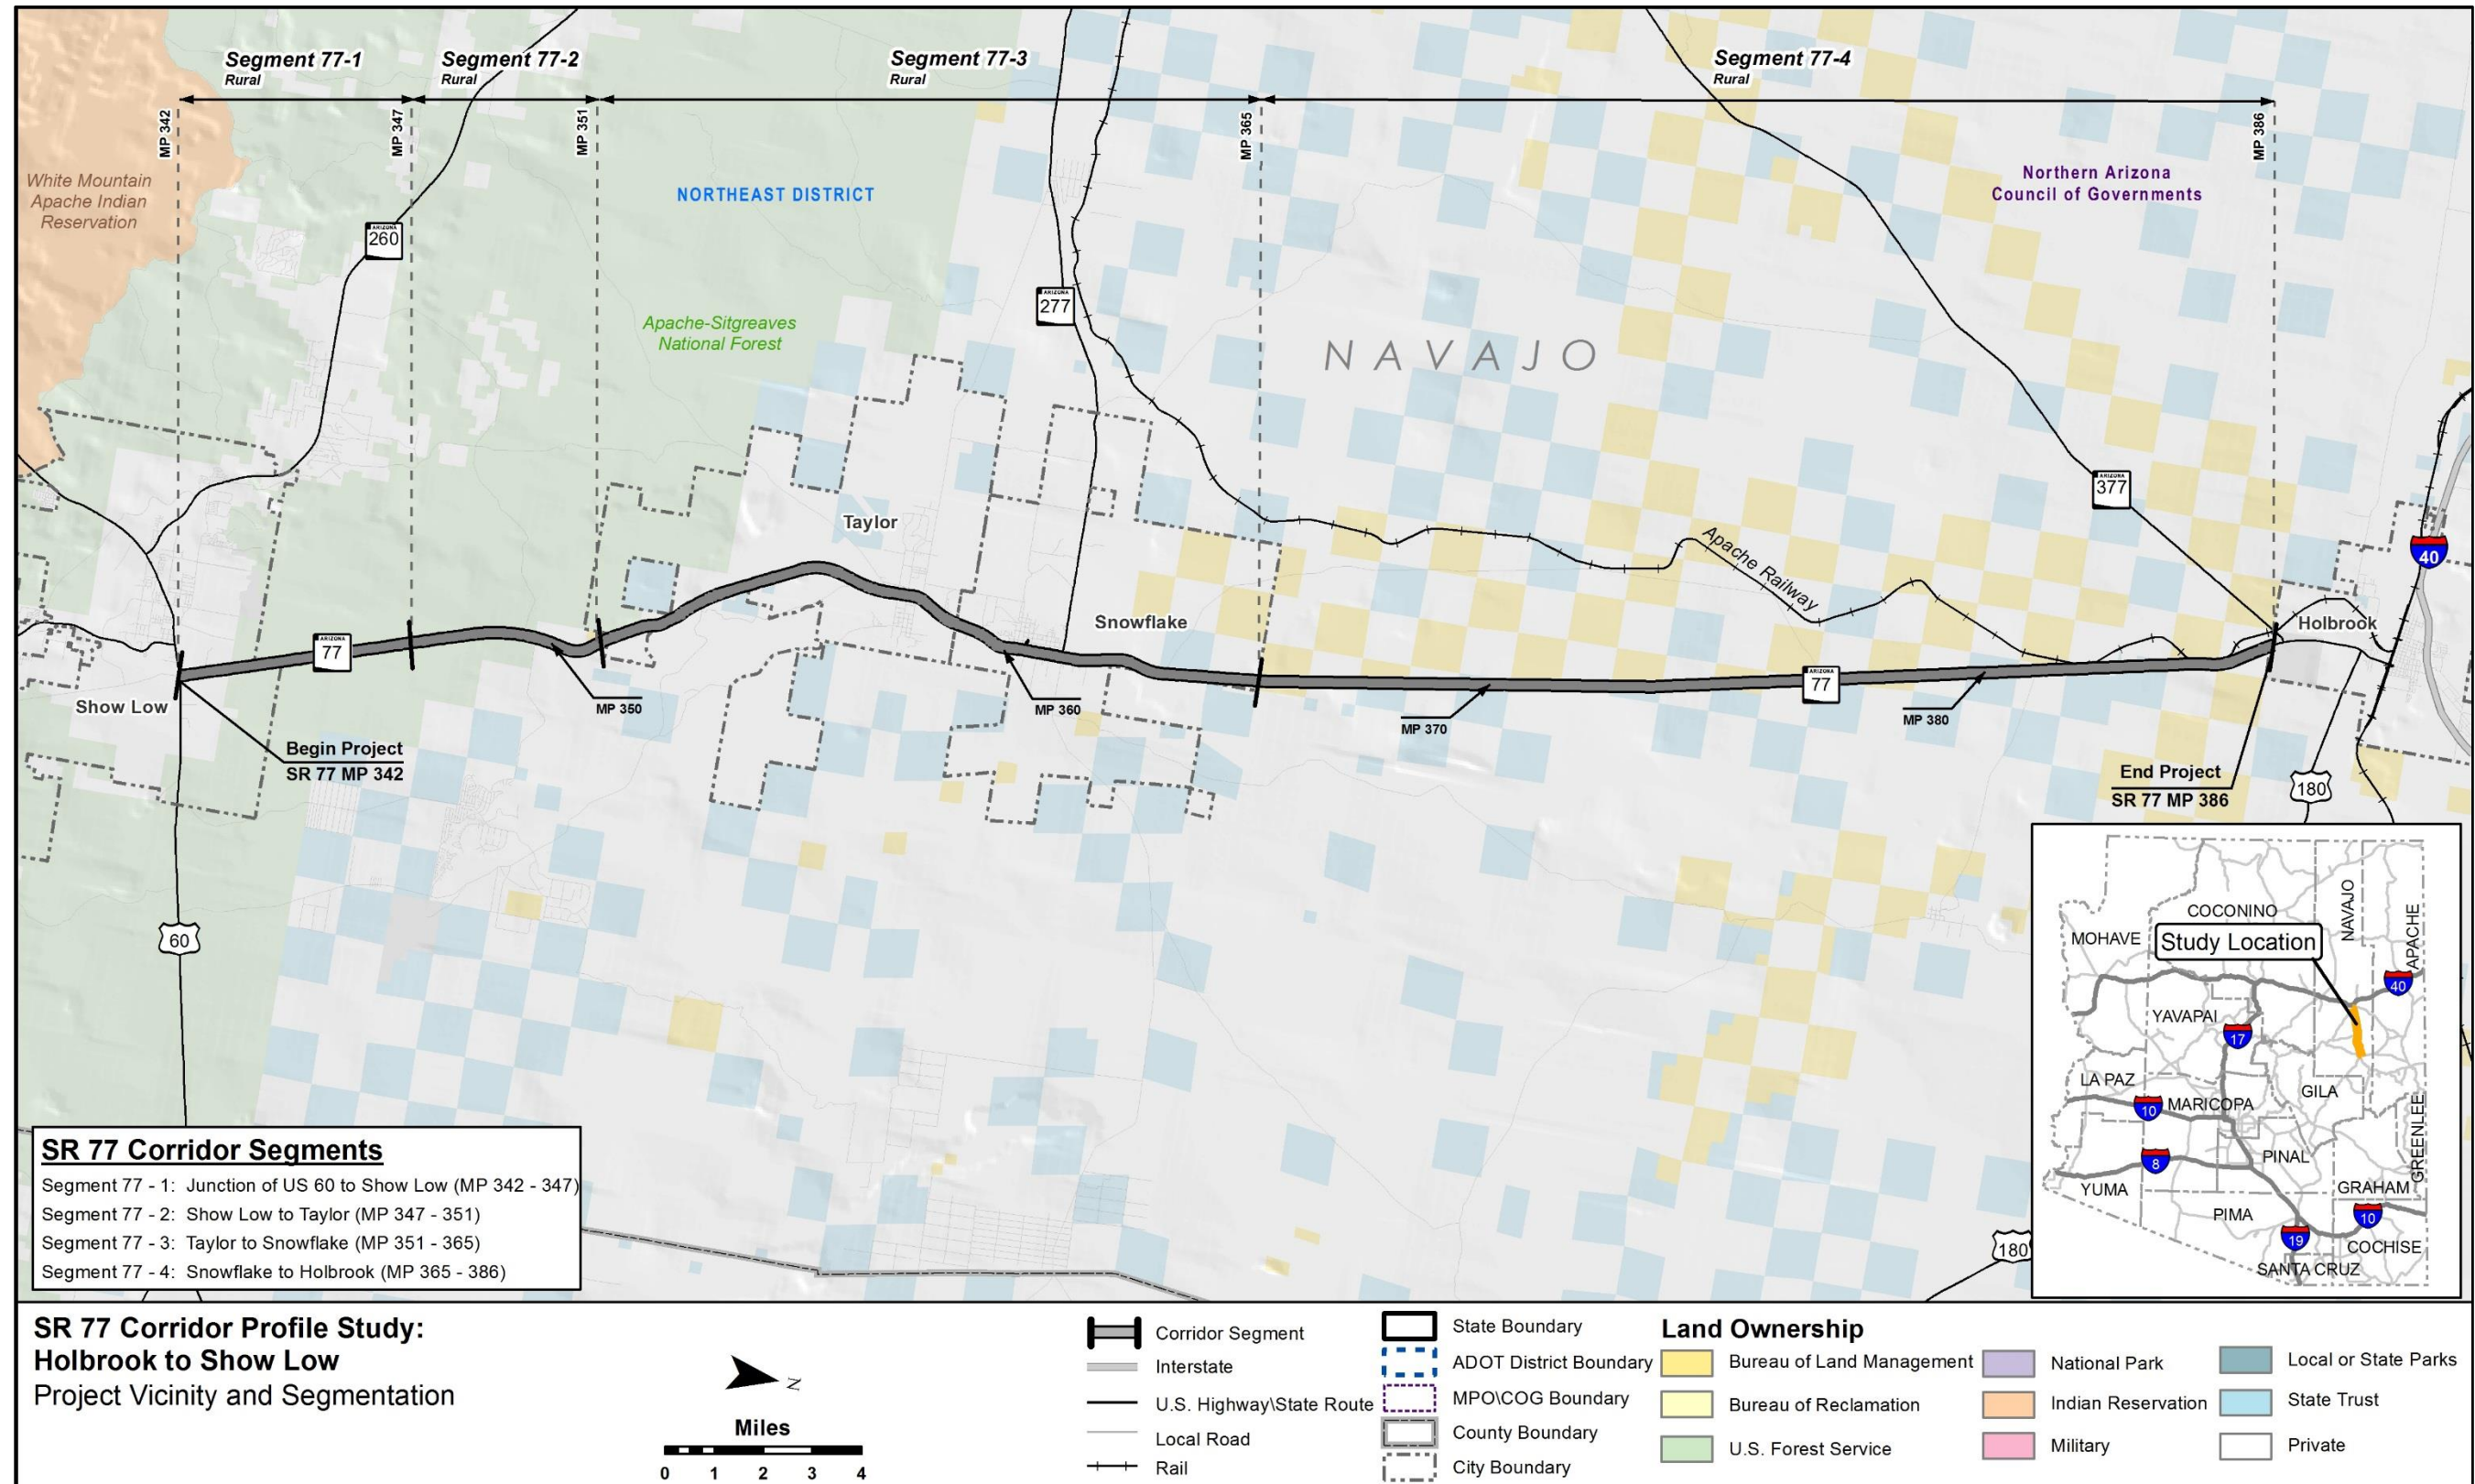 Segment 77-1
Rural
Segment 77-2
Rural
Segment 77-3
Rural
Segment 77-4
Rural
MP 342
MP 347
MP 351
MP 365
MP 386
White Mountain
Apache Indian
Reservation
NORTHEAST DISTRICT
Northern Arizona
Council of Governments
ARIZONA
260
ARIZONA
277
Apache-Sitgreaves
National Forest
NAVAJO
ARIZONA
377
Taylor
Apache Railway
40
Snowflake
Holbrook
ARIZONA
77
ARIZONA
77
Show Low
MP 350
MP 360
MP 370
MP 380
Begin Project
SR 77 MP 342
End Project
SR 77 MP 386
180
60
180
COCONINO
NAVAJO
APACHE
MOHAVE
Study Location
40
YAVAPAI
17
LA PAZ
GILA
10
MARICOPA
GREENLEE
8
PINAL
YUMA
GRAHAM
PIMA
10
19
COCHISE
SANTA CRUZ
SR 77 Corridor Segments
Segment 77 - 1: Junction of US 60 to Show Low (MP 342 - 347)
Segment 77 - 2: Show Low to Taylor (MP 347 - 351)
Segment 77 - 3: Taylor to Snowflake (MP 351 - 365)
Segment 77 - 4: Snowflake to Holbrook (MP 365 - 386)
SR 77 Corridor Profile Study:
Holbrook to Show Low
Project Vicinity and Segmentation
N
Miles
0 1 2 3 4
Corridor Segment
Interstate
U.S. Highway\State Route
Local Road
Rail
State Boundary
ADOT District Boundary
MPO\COG Boundary
County Boundary
City Boundary
Land Ownership
Bureau of Land Management
Bureau of Reclamation
U.S. Forest Service
National Park
Indian Reservation
Military
Local or State Parks
State Trust
Private